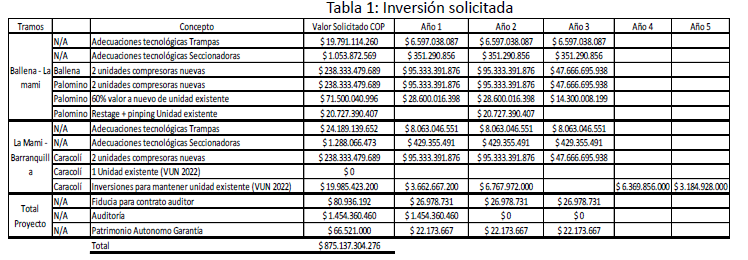 Tabla 1: Inversión solicitada
Tramos Concepto Valor Solicitado COP Año 1 Año 2 Año 3 Año 4 Año 5
N/A Adecuaciones tecnológicas Trampas $ 19.791.114.260 $ 6.597.038.087 $ 6.597.038.087 $ 6.597.038.087
N/A Adecuaciones tecnológicas Seccionadoras $ 1.053.872.569 $ 351.290.856 $ 351.290.856 $ 351.290.856
Ballena - La mami Ballena 2 unidades compresoras nuevas $ 238.333.479.689 $ 95.333.391.876 $ 95.333.391.876 $ 47.666.695.938
Palomino 2 unidades compresoras nuevas $ 238.333.479.689 $ 95.333.391.876 $ 95.333.391.876 $ 47.666.695.938
Palomino 60% valor a nuevo de unidad existente $ 71.500.040.996 $ 28.600.016.398 $ 28.600.016.398 $ 14.300.008.199
Palomino Restage + pinping Unidad existente $ 20.727.390.407 $ 20.727.390.407
N/A Adecuaciones tecnológicas Trampas $ 24.189.139.652 $ 8.063.046.551 $ 8.063.046.551 $ 8.063.046.551
La Mami - Barranquilla N/A Adecuaciones tecnológicas Seccionadoras $ 1.288.066.473 $ 429.355.491 $ 429.355.491 $ 429.355.491
Caracolí 2 unidades compresoras nuevas $ 238.333.479.689 $ 95.333.391.876 $ 95.333.391.876 $ 47.666.695.938
Caracolí 1 Unidad existente (VUN 2022) $ 0
Caracolí Inversiones para mantener unidad existente (VUN 2022) $ 19.985.423.200 $ 3.662.667.200 $ 6.767.972.000 $ 6.369.856.000 $ 3.184.928.000
Total Proyecto N/A Fiducia para contrato auditor $ 80.936.192 $ 26.978.731 $ 26.978.731 $ 26.978.731
N/A Auditoría $ 1.454.360.460 $ 1.454.360.460 $ 0 $ 0
N/A Patrimonio Autonomo Garantía $ 66.521.000 $ 22.173.667 $ 22.173.667 $ 22.173.667
Total $ 875.137.304.276